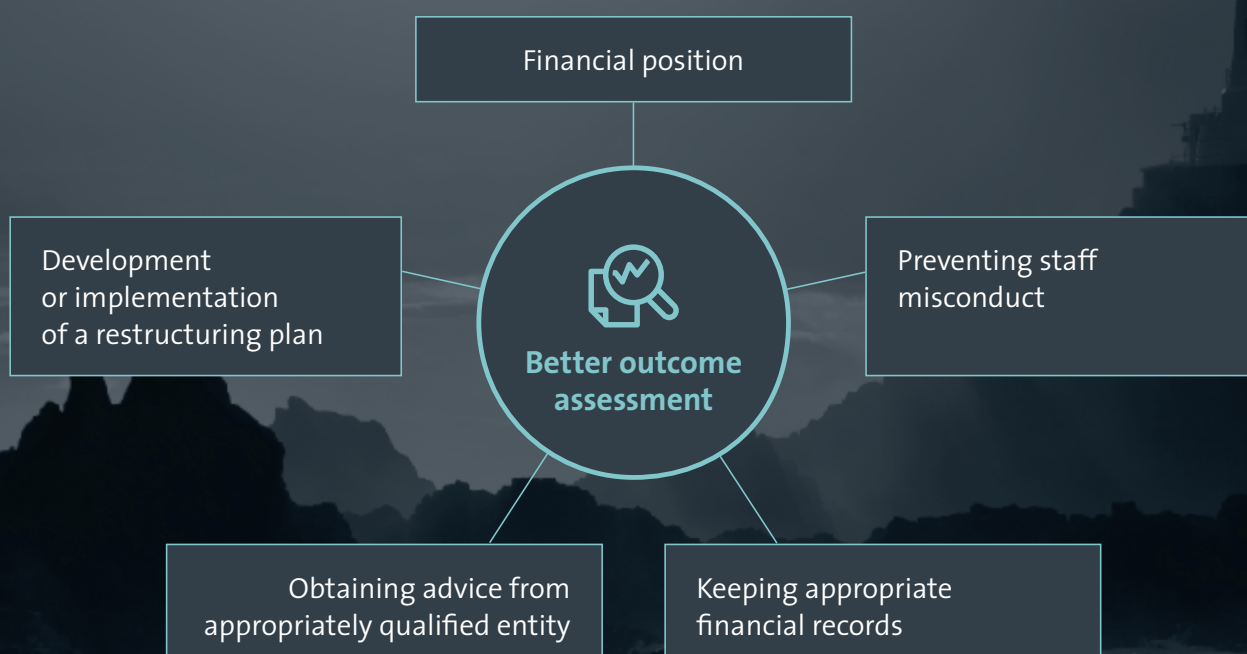 Financial position
Development
or implementation
of a restructuring plan
Preventing staff
misconduct
Better outcome
assessment
Obtaining advice from
appropriately qualified entity
Keeping appropriate
financial records